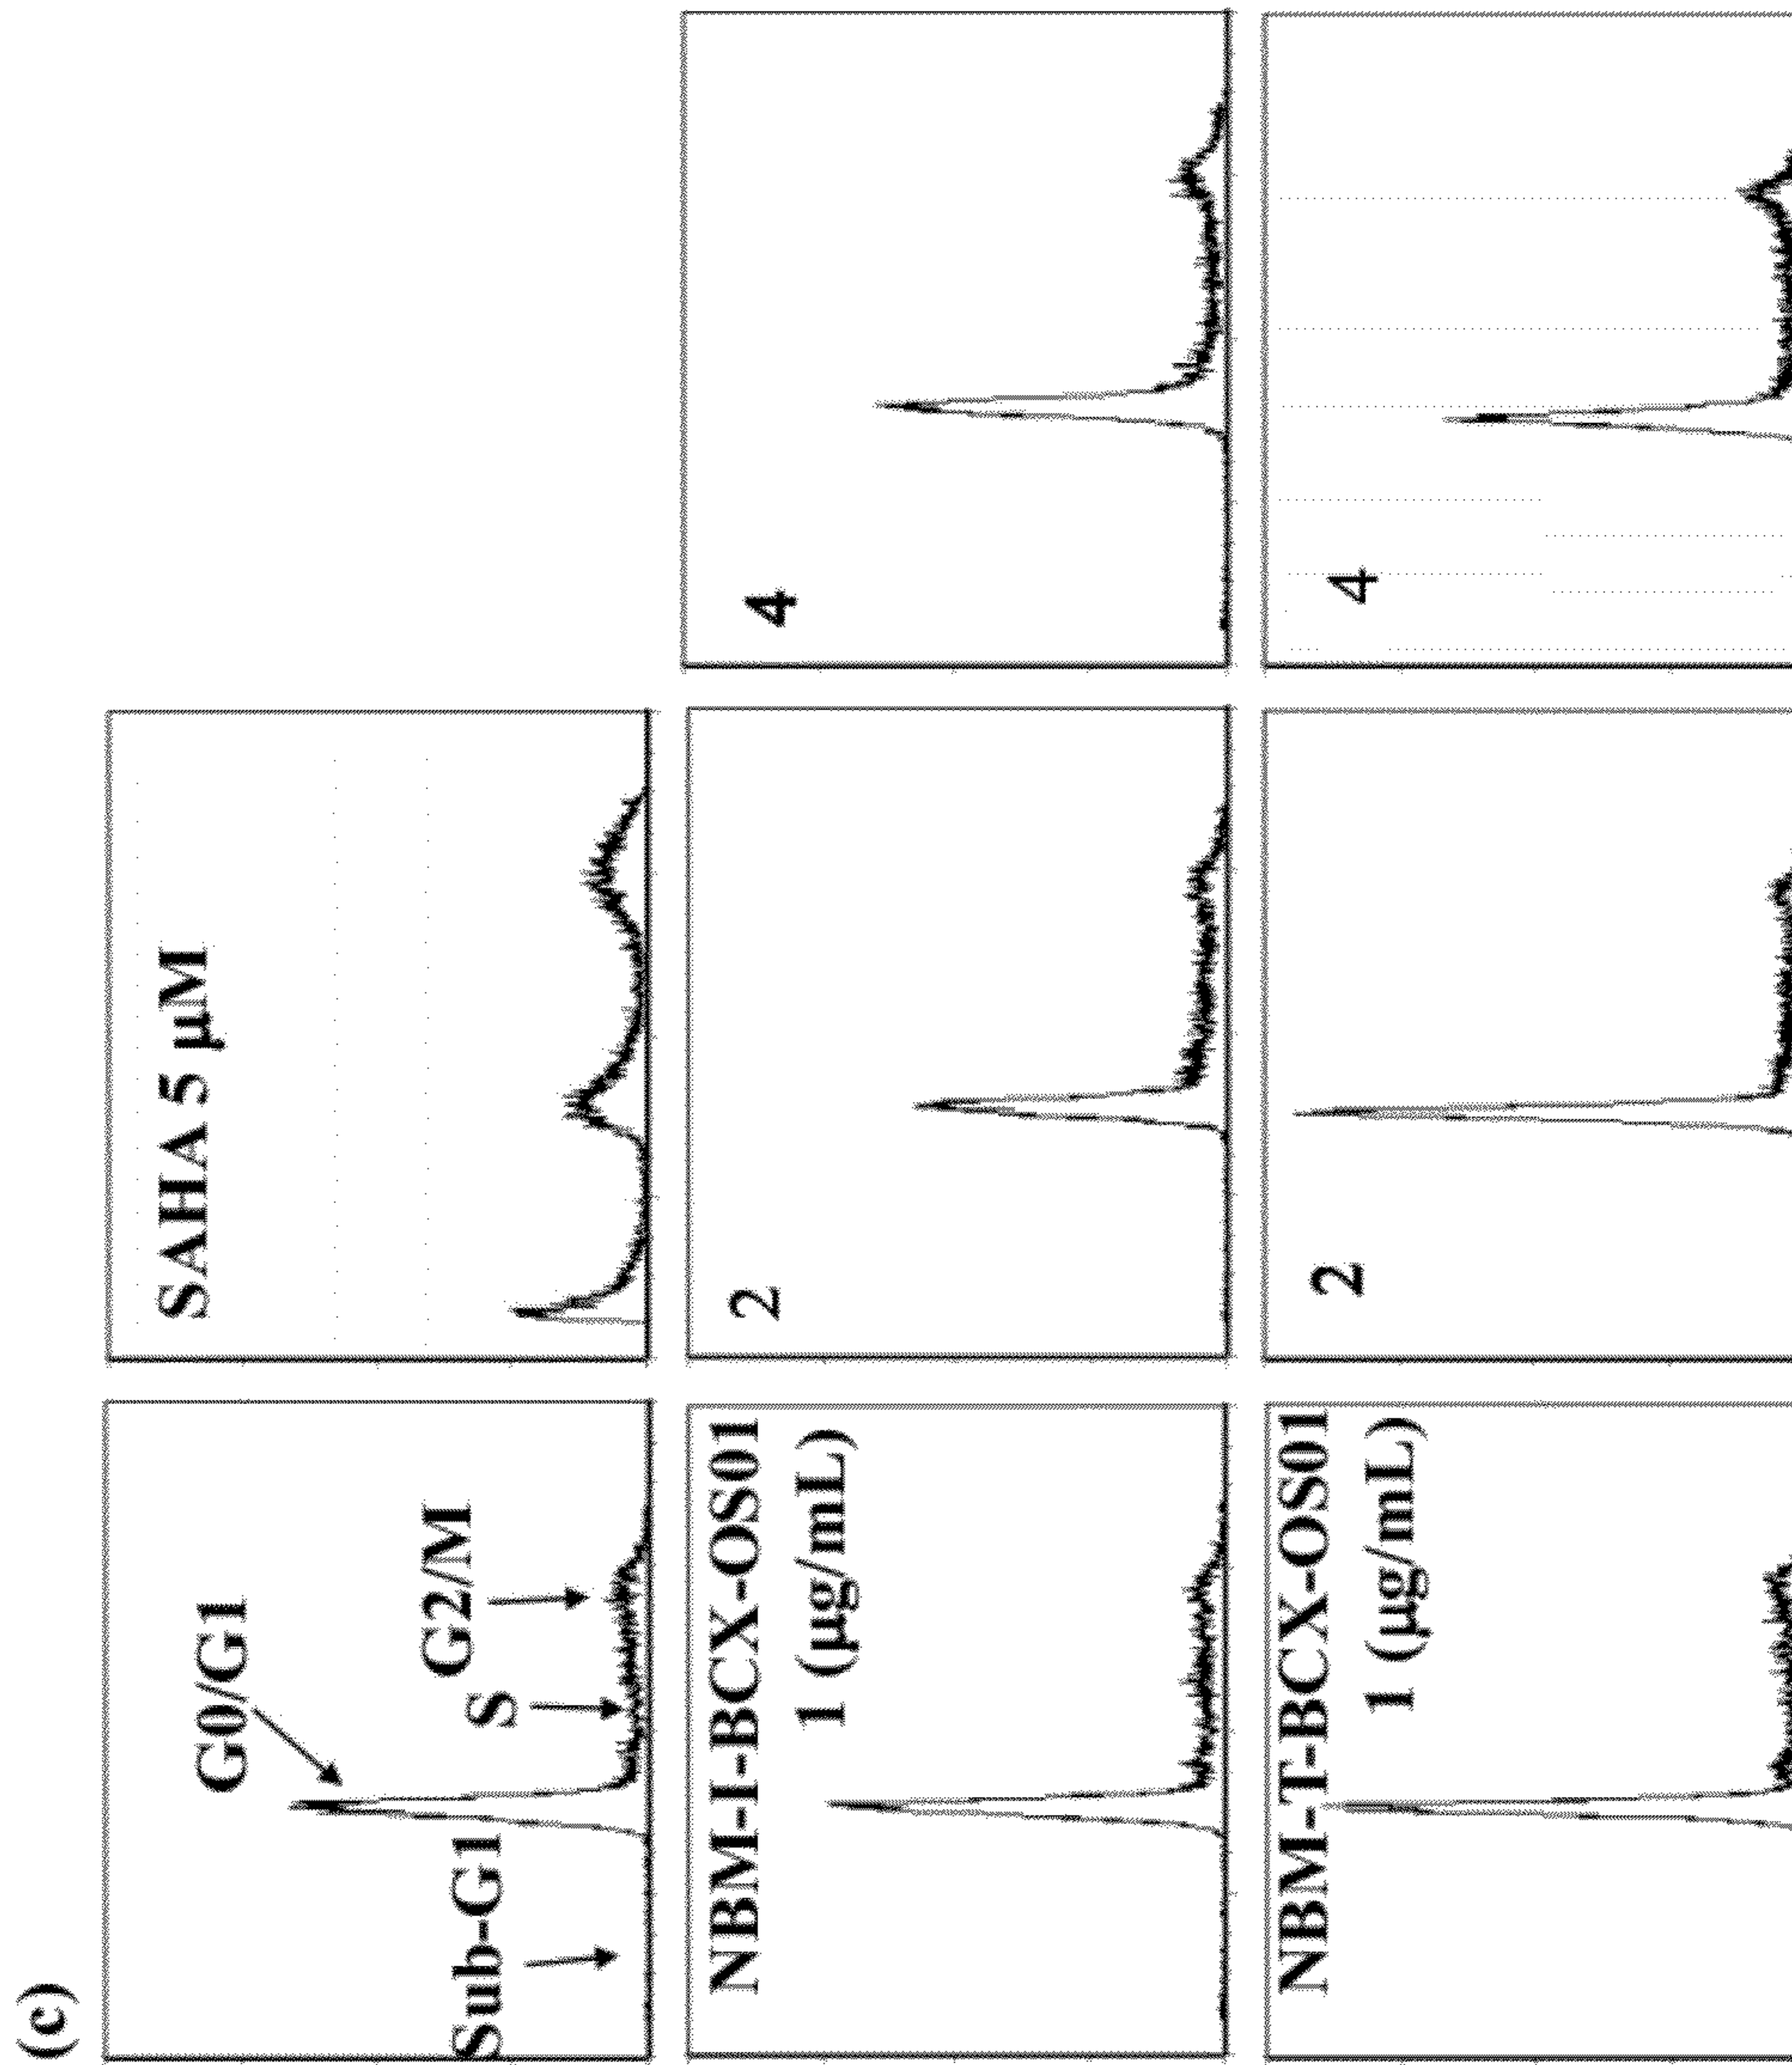 (c)
G0/G1
Sub-G1
S
G2/M
SAHA 5 µM
NBM-I-BCX-OS01
1 (µg/mL)
2
4
NBM-T-BCX-OS01
1 (µg/mL)
2
4